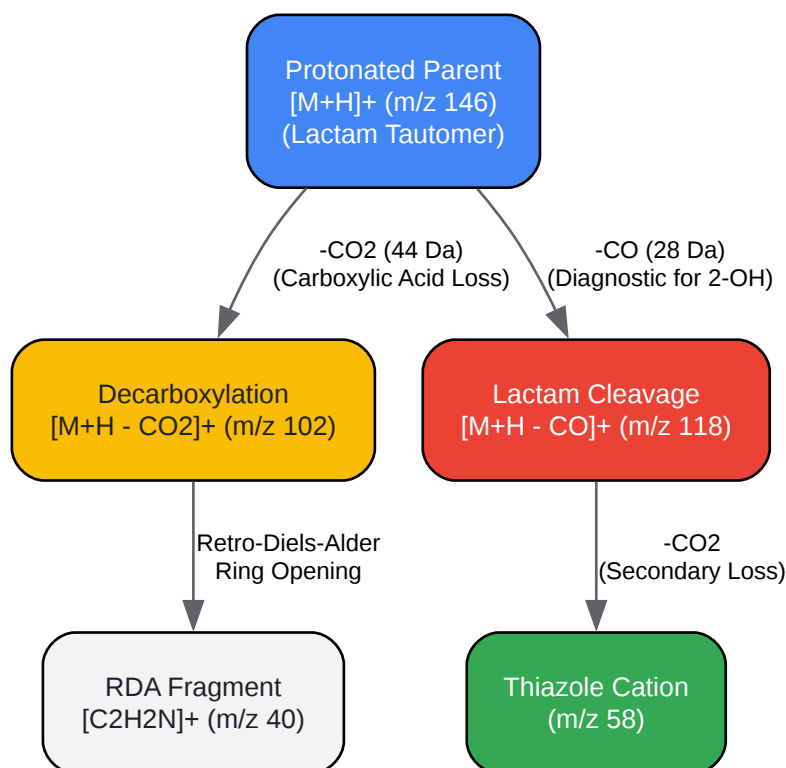 Protonated Parent
[M+H]+ (m/z 146)
(Lactam Tautomer)
-CO2 (44 Da)
(Carboxylic Acid Loss)
-CO (28 Da)
(Diagnostic for 2-OH)
Decarboxylation
[M+H - CO2]+ (m/z 102)
Lactam Cleavage
[M+H - CO]+ (m/z 118)
Retro-Diels-Alder
Ring Opening
-CO2
(Secondary Loss)
RDA Fragment
[C2H2N]+ (m/z 40)
Thiazole Cation
(m/z 58)